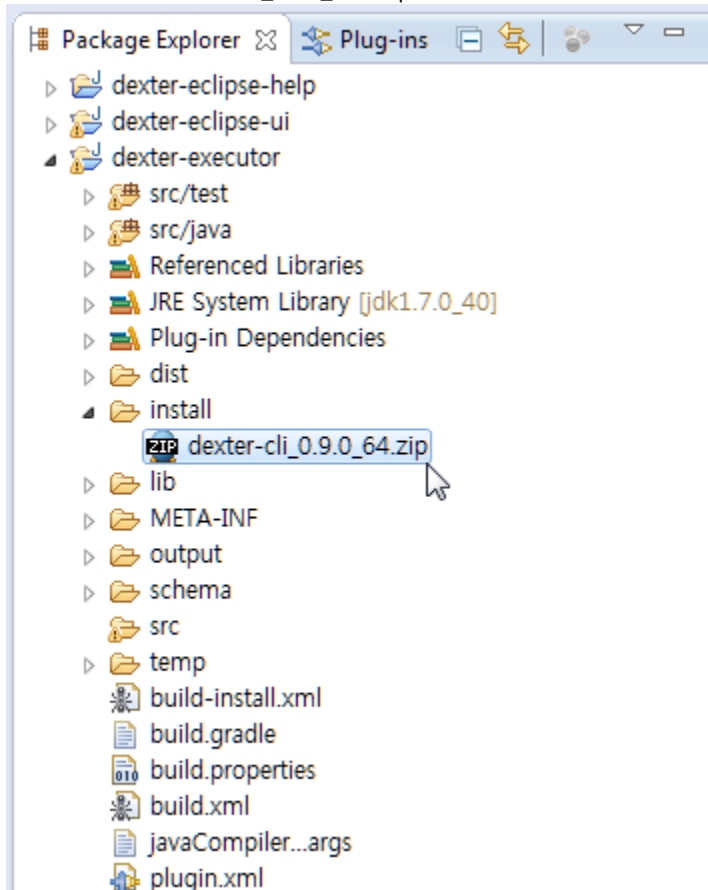 Package Explorer Plug-ins
dexter-eclipse-help
dexter-eclipse-ui
dexter-executor
src/test
src/java
Referenced Libraries
JRE System Library [jdk1.7.0_40]
Plug-in Dependencies
dist
install
ZIP dexter-cli_0.9.0_64.zip
lib
META-INF
output
schema
src
temp
build-install.xml
build.gradle
010 build.properties
build.xml
javaCompiler...args
plugin.xml